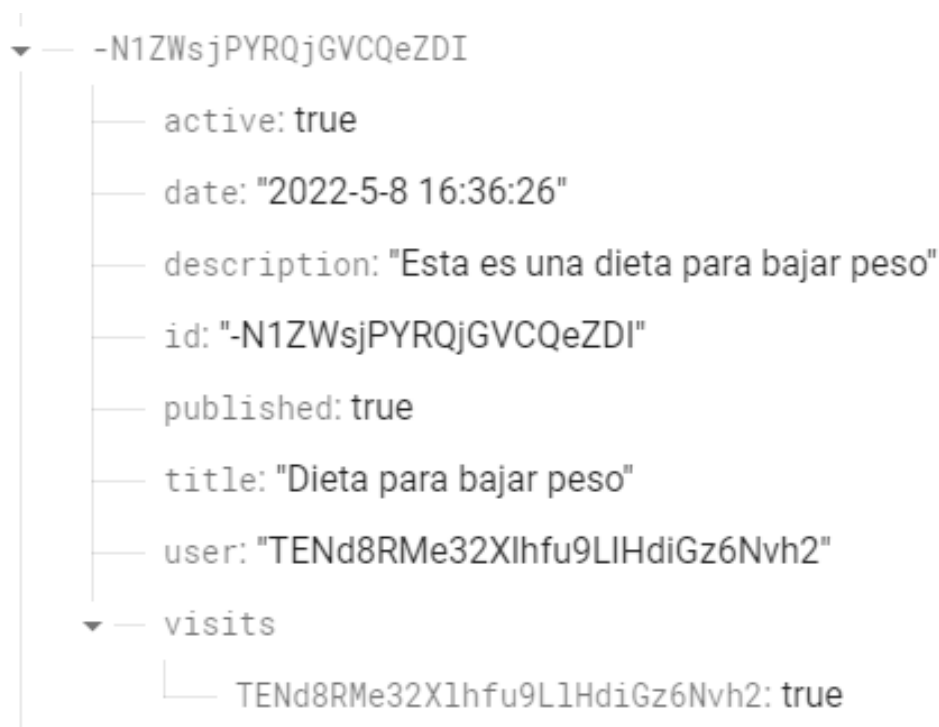 -N1ZWsjPYRQjGVCQeZDI
active: true
date: "2022-5-8 16:36:26"
description: "Esta es una dieta para bajar peso"
id: "-N1ZWsjPYRQjGVCQeZDI"
published: true
title: "Dieta para bajar peso"
user: "TENd8RMe32Xlhfu9LlHdiGz6Nvh2"
visits
TENd8RMe32Xlhfu9LlHdiGz6Nvh2: true